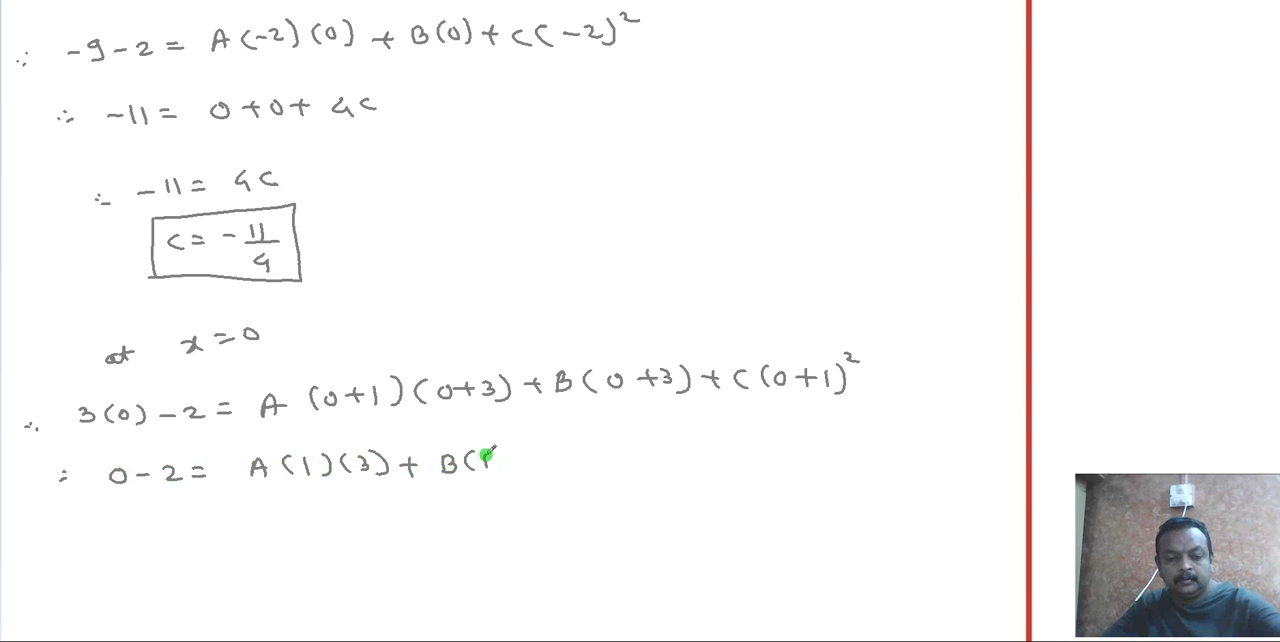 ∴ -9-2 = A(-2)(0) + B(0) + C(-2)²
∴ -11 = 0+0+ 4C
∴ -11 = 4C
C = -11/4
at x=0
∴ 3(0)-2 = A (0+1)(0+3) + B(0+3) + C(0+1)²
: 0-2 = A(1)(3) + B(